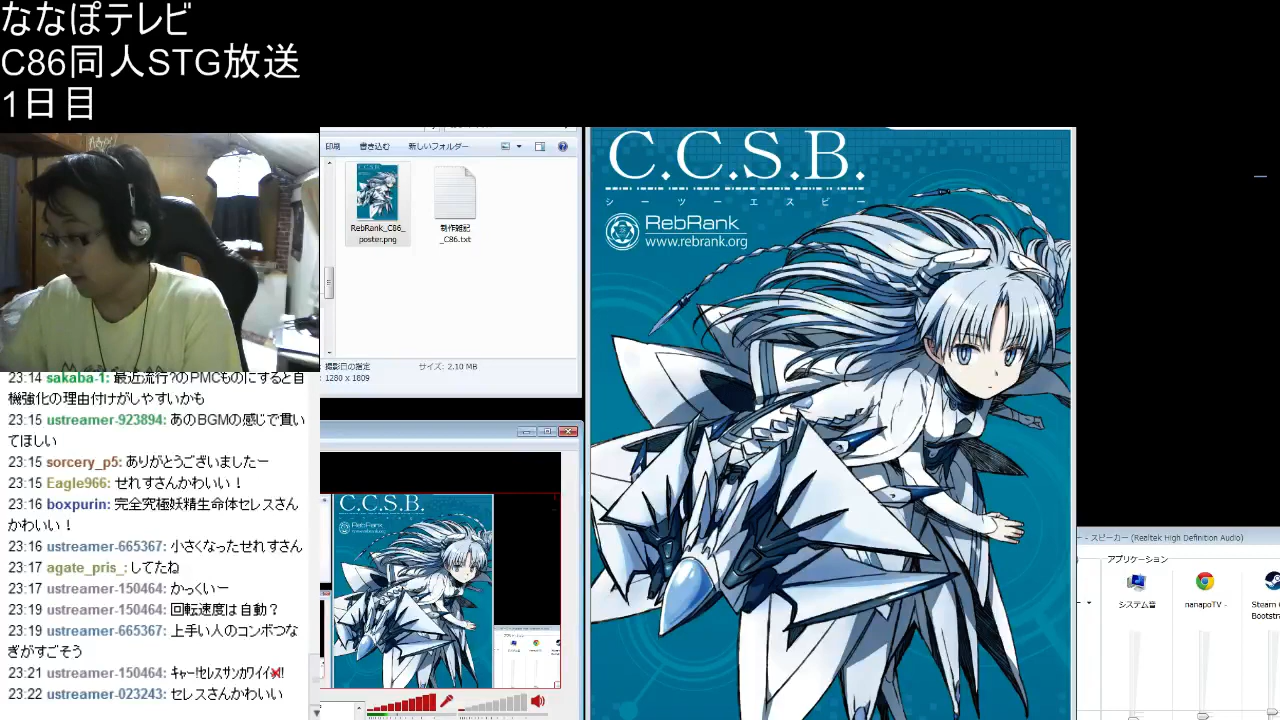 ななぽテレビ
C86同人STG放送
1日目
印刷 書き込む 新しいフォルダー
RebRank_C86_
poster.png
制作雑記
_C86.txt
撮影日の指定 サイズ: 2.10 MB
1280 x 1809
C.C.S.B.
シーツーエスビー
RebRank
www.rebrank.org
23:14 sakaba-1: 最近流行?のPMCものにすると自
機強化の理由付けがしやすいかも
23:15 ustreamer-923894: あのBGMの感じで貫い
てほしい
23:15 sorcery_p5: ありがとうございましたー
23:15 Eagle966: せれすさんかわいい！
23:16 boxpurin: 完全究極妖精生命体セレスさん
かわいい！
23:16 ustreamer-665367: 小さくなったせれすさん
23:17 agate_pris_: してたね
23:17 ustreamer-150464: かっくいー
23:19 ustreamer-150464: 回転速度は自動？
23:19 ustreamer-665367: 上手い人のコンボつな
ぎがすごそう
23:21 ustreamer-150464: ｷｬｰ!ｾﾚｽｻﾝｶﾜｲｲ
23:22 ustreamer-023243: セレスさんかわいい
C.C.S.B.
RebRank
- スピーカー (Realtek High Definition Audio)
アプリケーション
システム音
nanapoTV -
Steam C
Bootstr